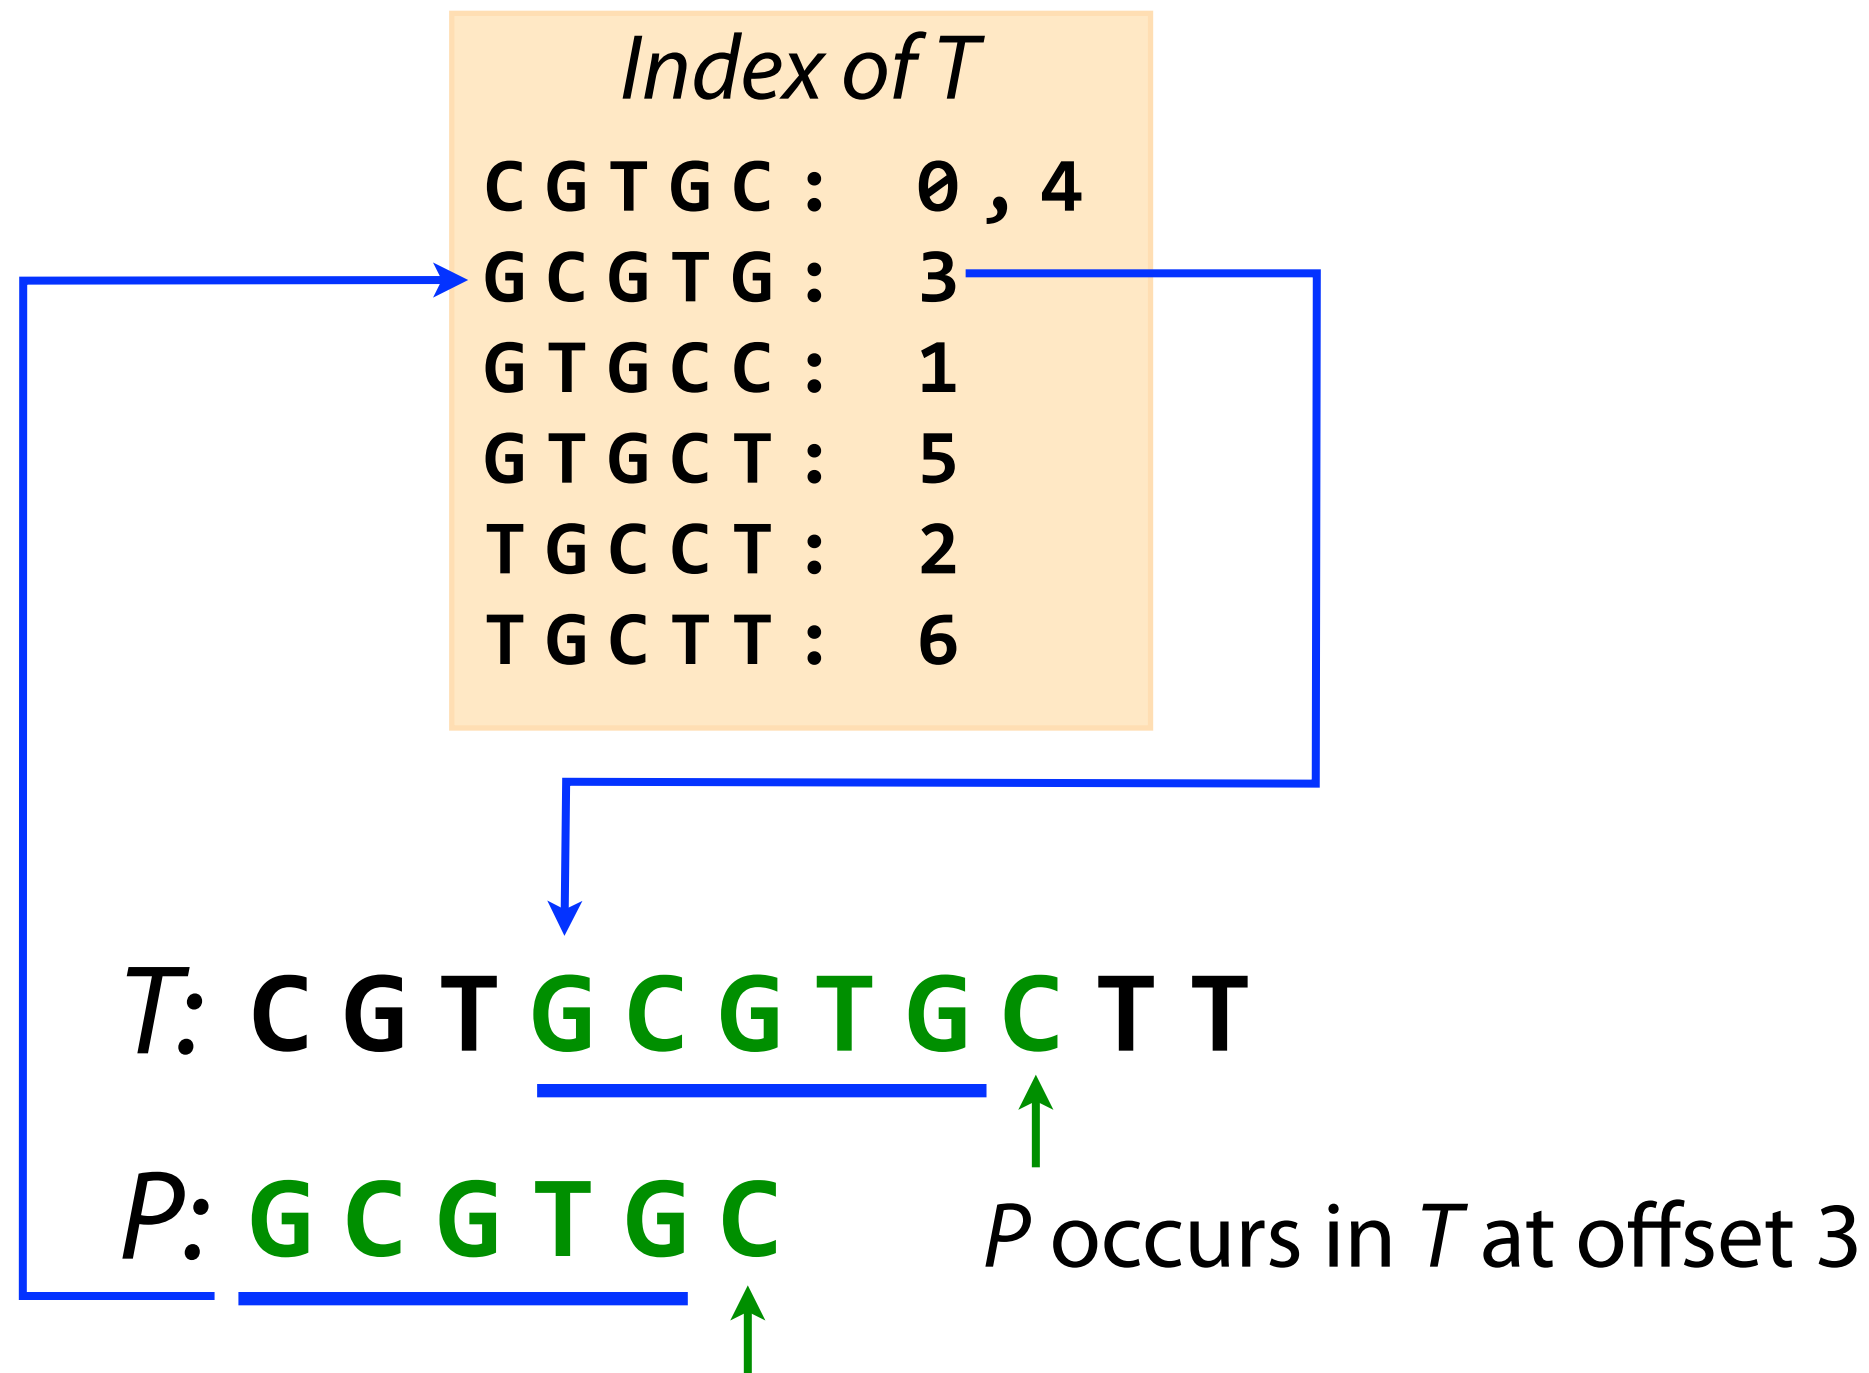 Index of T
CGTGC: 0,4
GCGTG: 3
GTGCC: 1
GTGCT: 5
TGCCT: 2
TGCTT: 6
T: CGTGCGTGCTT
P: GCGTGC
P occurs in T at offset 3